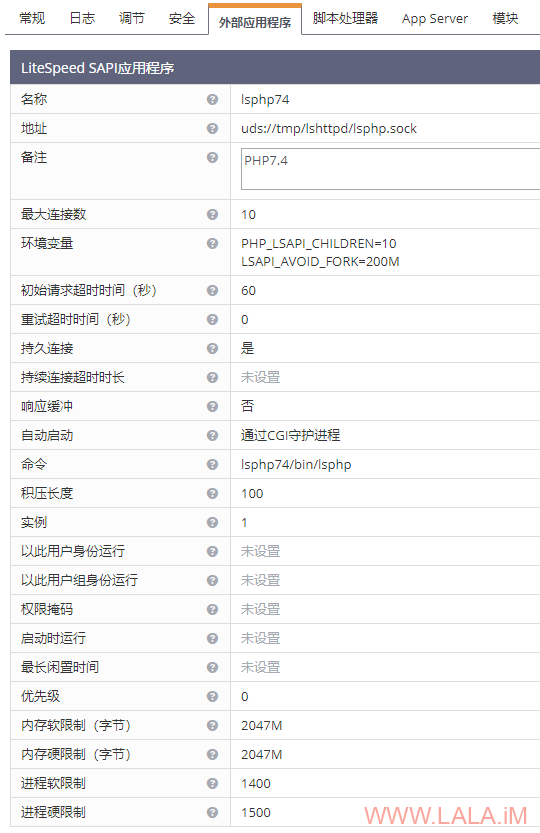 常规 日志 调节 安全 外部应用程序 脚本处理器 App Server 模块
LiteSpeed SAPI应用程序
名称 lsphp74
地址 uds://tmp/lshttpd/lsphp.sock
备注 PHP7.4
最大连接数 10
环境变量 PHP_LSAPI_CHILDREN=10
LSAPI_AVOID_FORK=200M
初始请求超时时间（秒） 60
重试超时时间（秒） 0
持久连接 是
持续连接超时时长 未设置
响应缓冲 否
自动启动 通过CGI守护进程
命令 lsphp74/bin/lsphp
积压长度 100
实例 1
以此用户身份运行 未设置
以此用户组身份运行 未设置
权限掩码 未设置
启动时运行 未设置
最长闲置时间 未设置
优先级 0
内存软限制（字节） 2047M
内存硬限制（字节） 2047M
进程软限制 1400
进程硬限制 1500
WWW.LALA.iM